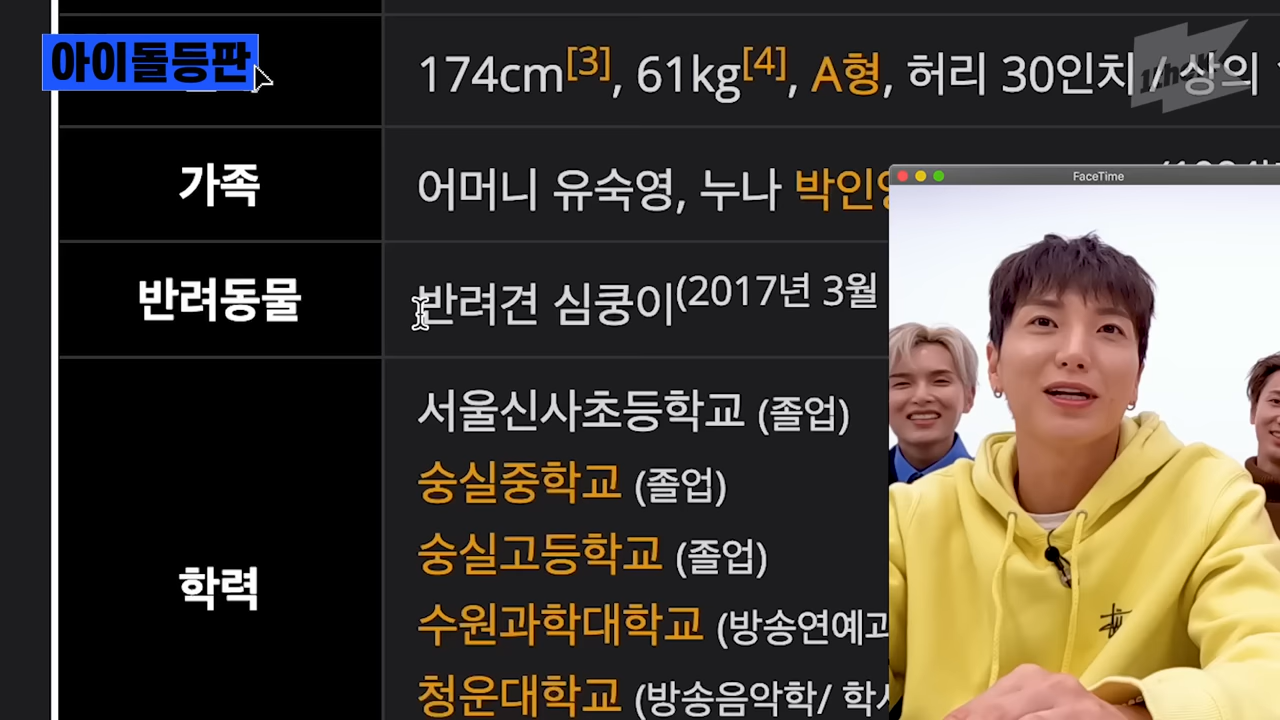 아이돌등판
174cm[3], 61kg[4], A형, 허리 30인치 / 상의
1theK
가족
어머니 유숙영, 누나 박인영
FaceTime
반려동물
반려견 심쿵이(2017년 3월
서울신사초등학교 (졸업)
숭실중학교 (졸업)
숭실고등학교 (졸업)
학력
수원과학대학교 (방송연예과
청운대학교 (방송음악학/ 학사